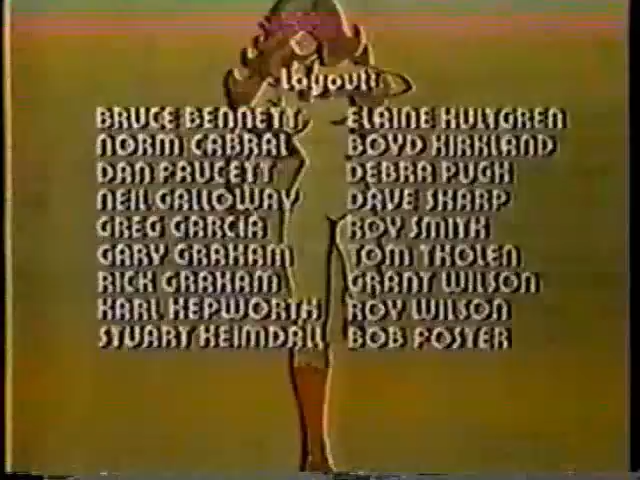 Layout:
BRUCE BENNETT ELAINE HULTGREN
NORM CABRAL BOYD KIRKLAND
DAN FAUCETT DEBRA PUGH
NEIL GALLOWAY DAVE SHARP
GREG GARCIA ROY SMITH
GARY GRAHAM TOM THOLEN
RICK GRAHAM GRANT WILSON
KARL HEPWORTH ROY WILSON
STUART HEIMDALL BOB FOSTER